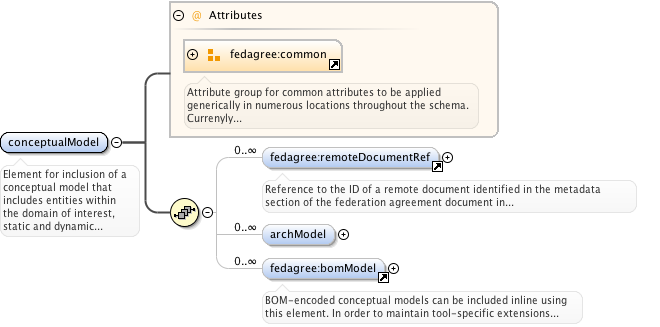 @ Attributes
fedagree:common
Attribute group for common attributes to be applied
generically in numerous locations throughout the schema.
Currenyly...
conceptualModel
Element for inclusion of a
conceptual model that
includes entities within
the domain of interest,
static and dynamic...
0..∞
fedagree:remoteDocumentRef
Reference to the ID of a remote document identified in the metadata
section of the federation agreement document in...
0..∞
archModel
0..∞
fedagree:bomModel
BOM-encoded conceptual models can be included inline using
this element. In order to maintain tool-specific extensions...